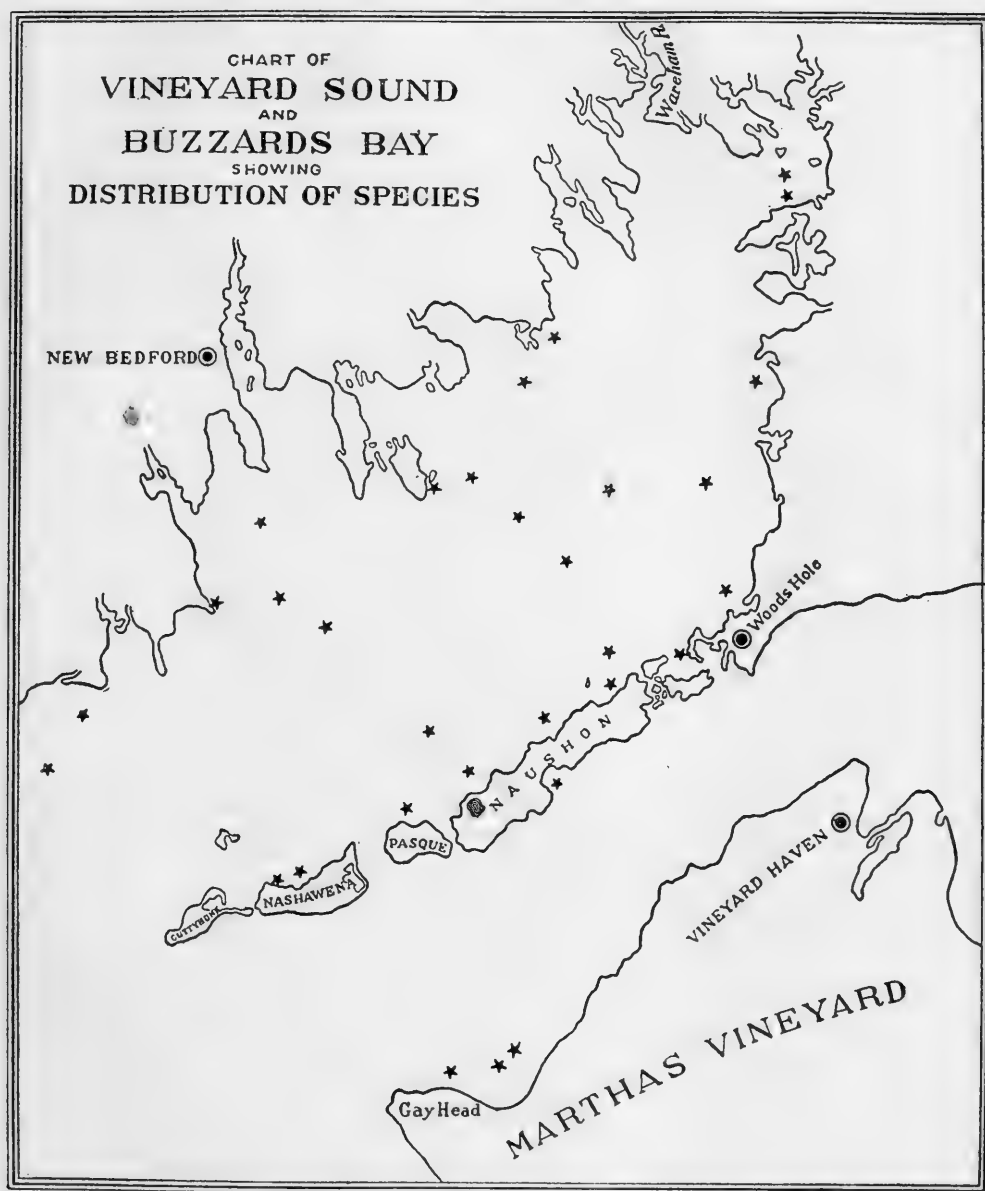 CHART OF
VINEYARD SOUND
AND
BUZZARDS BAY
SHOWING
DISTRIBUTION OF SPECIES
Wareham R.
NEW BEDFORD
Woods Hole
NAUSHON
PASQUE
NASHAWENA
CUTTYHUNK
VINEYARD HAVEN
MARTHAS VINEYARD
Gay Head